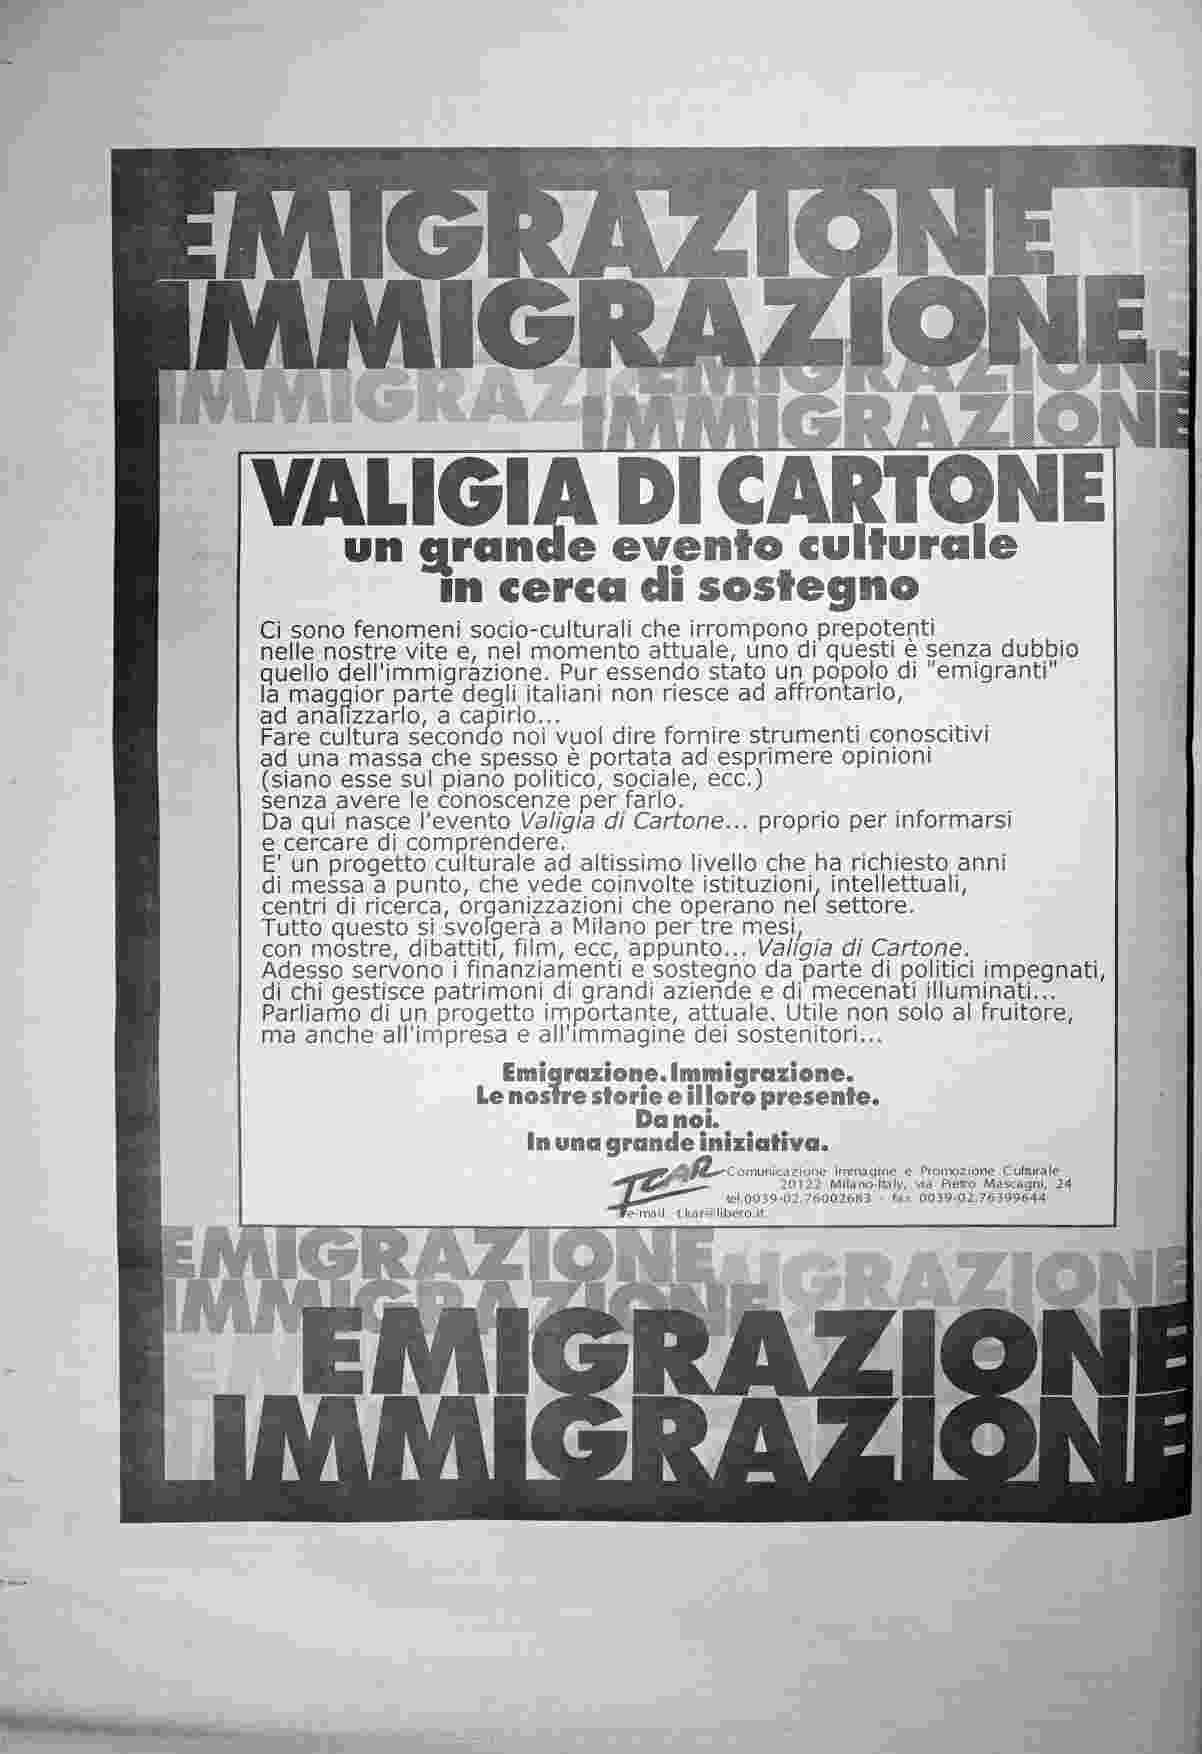 EMIGRAZIONE NE
IMMIGRAZIONE
IMMIGRAZI EMIGRAZIONE
IMMIGRAZIONE
VALIGIA DI CARTONE
un grande evento culturale
in cerca di sostegno
Ci sono fenomeni socio-culturali che irrompono prepotenti
nelle nostre vite e, nel momento attuale, uno di questi è senza dubbio
quello dell'immigrazione. Pur essendo stato un popolo di "emigranti"
la maggior parte degli italiani non riesce ad affrontarlo,
ad analizzarlo, a capirlo...
Fare cultura secondo noi vuol dire fornire strumenti conoscitivi
ad una massa che spesso è portata ad esprimere opinioni
(siano esse sul piano politico, sociale, ecc.)
senza avere le conoscenze per farlo.
Da qui nasce l'evento Valigia di Cartone... proprio per informarsi
e cercare di comprendere.
E' un progetto culturale ad altissimo livello che ha richiesto anni
di messa a punto, che vede coinvolte istituzioni, intellettuali,
centri di ricerca, organizzazioni che operano nel settore.
Tutto questo si svolgerà a Milano per tre mesi,
con mostre, dibattiti, film, ecc, appunto... Valigia di Cartone.
Adesso servono i finanziamenti e sostegno da parte di politici impegnati,
di chi gestisce patrimoni di grandi aziende e di mecenati illuminati...
Parliamo di un progetto importante, attuale. Utile non solo al fruitore,
ma anche all'impresa e all'immagine dei sostenitori...
Emigrazione. Immigrazione.
Le nostre storie e il loro presente.
Da noi.
In una grande iniziativa.
TCAR Comunicazione Immagine e Promozione Culturale
20122 Milano-Italy, via Pietro Mascagni, 24
tel.0039-02.76002683 - fax 0039-02.76399644
e-mail t.kar@libero.it
EMIGRAZIONE MIGRAZIONE
IMMIGRAZIONE
EMIGRAZIONE
IMMIGRAZIONE